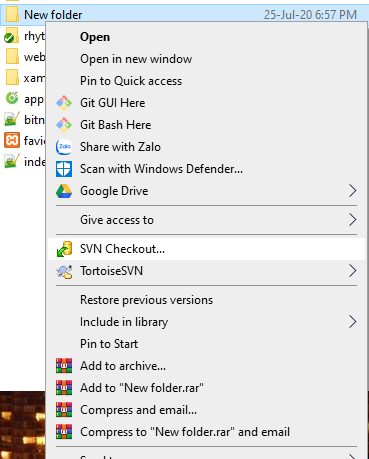 New folder 25-Jul-20 6:57 PM
rhyt
web
xam
app
bitn
favic
inde
Open
Open in new window
Pin to Quick access
Git GUI Here
Git Bash Here
Share with Zalo
Scan with Windows Defender...
Google Drive
Give access to
SVN Checkout...
TortoiseSVN
Restore previous versions
Include in library
Pin to Start
Add to archive...
Add to "New folder.rar"
Compress and email...
Compress to "New folder.rar" and email